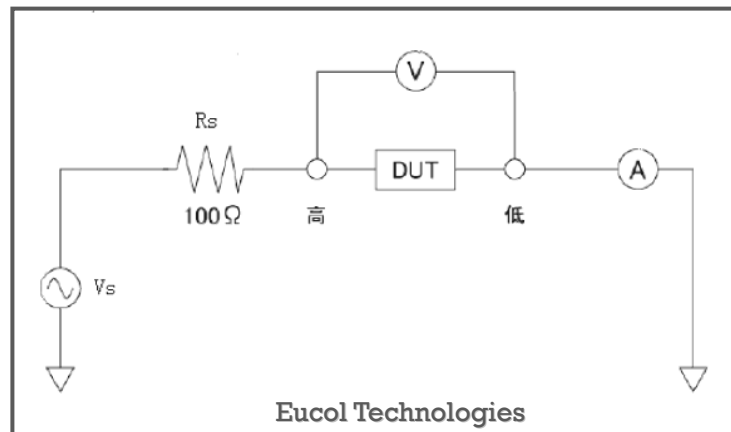 V
Rs
DUT
A
100Ω
高
低
Vs
Eucol Technologies